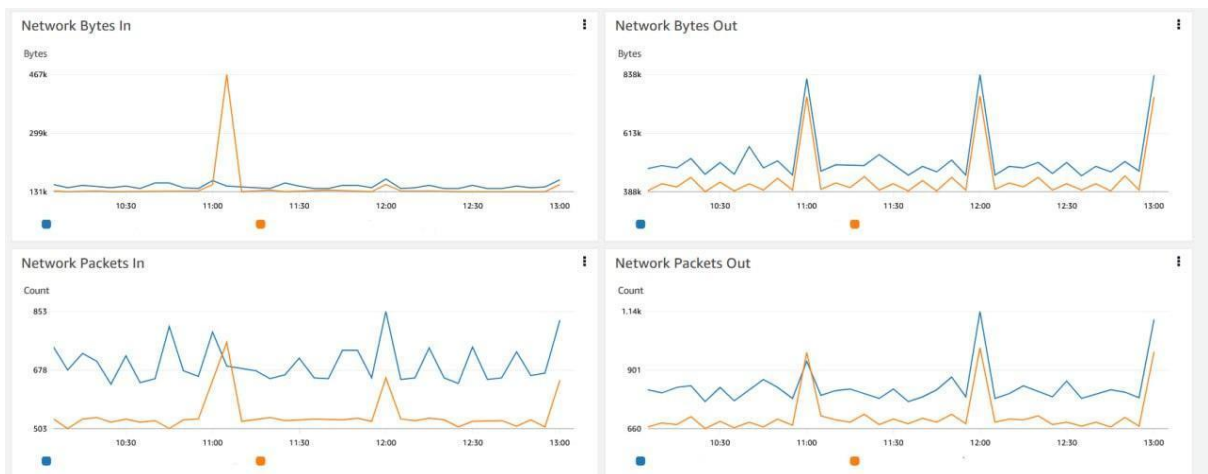 Network Bytes In
Bytes
467k
299k
131k
10:30 11:00 11:30 12:00 12:30 13:00
Network Bytes Out
Bytes
838k
613k
388k
10:30 11:00 11:30 12:00 12:30 13:00
Network Packets In
Count
853
678
503
10:30 11:00 11:30 12:00 12:30 13:00
Network Packets Out
Count
1.14k
901
660
10:30 11:00 11:30 12:00 12:30 13:00